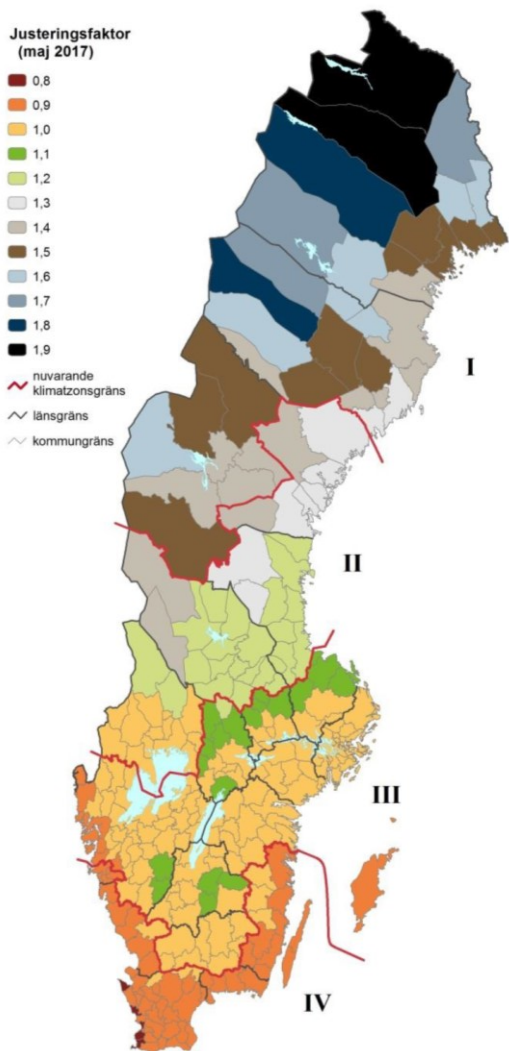 Justeringsfaktor
(maj 2017)
0,8
0,9
1,0
1,1
1,2
1,3
1,4
1,5
1,6
1,7
1,8
1,9
nuvarande
klimatzonsgräns
länsgräns
kommungräns
I
II
III
IV